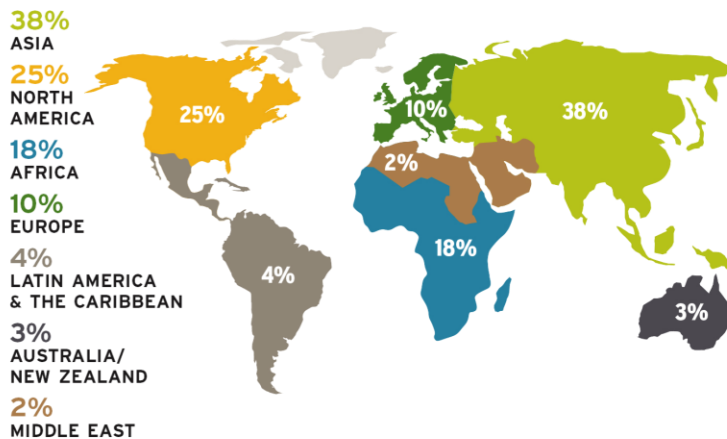 38%
ASIA
25%
NORTH
AMERICA
18%
AFRICA
10%
EUROPE
4%
LATIN AMERICA
& THE CARIBBEAN
3%
AUSTRALIA/
NEW ZEALAND
2%
MIDDLE EAST
25%
10%
38%
2%
18%
4%
3%